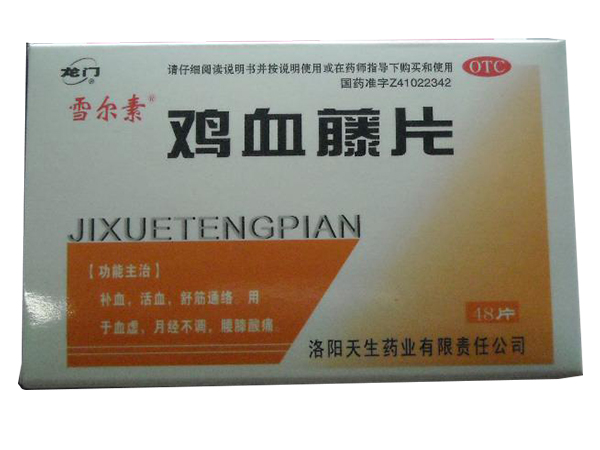 龙门®
请仔细阅读说明书并按说明使用或在药师指导下购买和使用
OTC
国药准字Z41022342
雪尔素®
鸡血藤片
JIXUETENGPIAN
【功能主治】
补血，活血，舒筋通络。用
于血虚，月经不调，腰膝酸痛
48片
洛阳天生药业有限责任公司